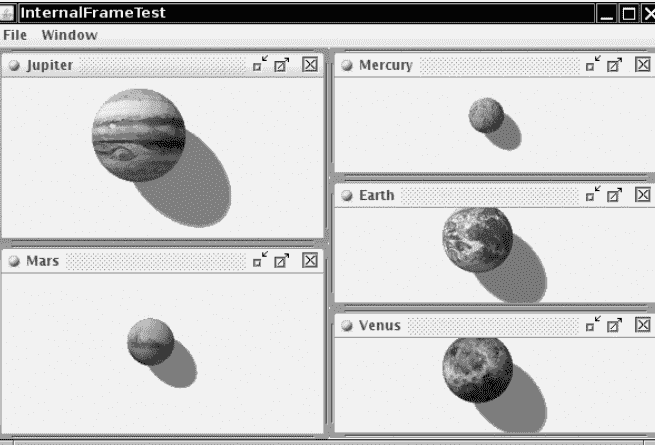 InternalFrameTest
File Window
Jupiter
Mercury
Earth
Mars
Venus